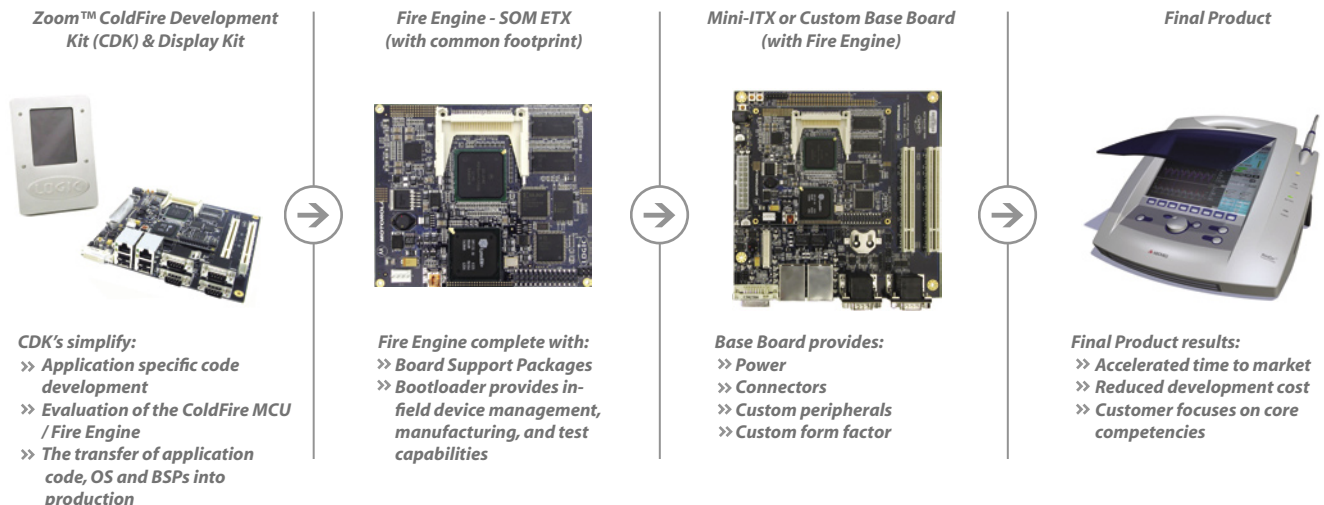 Zoom™ ColdFire Development
Kit (CDK) & Display Kit
LOGIC
CDK's simplify:
» Application specific code
development
» Evaluation of the ColdFire MCU
/ Fire Engine
» The transfer of application
code, OS and BSPs into
production
Fire Engine - SOM ETX
(with common footprint)
MOTOROLA
LOGIC
Fire Engine complete with:
» Board Support Packages
» Bootloader provides in-
field device management,
manufacturing, and test
capabilities
Mini-ITX or Custom Base Board
(with Fire Engine)
Base Board provides:
» Power
» Connectors
» Custom peripherals
» Custom form factor
Final Product
Final Product results:
» Accelerated time to market
» Reduced development cost
» Customer focuses on core
competencies